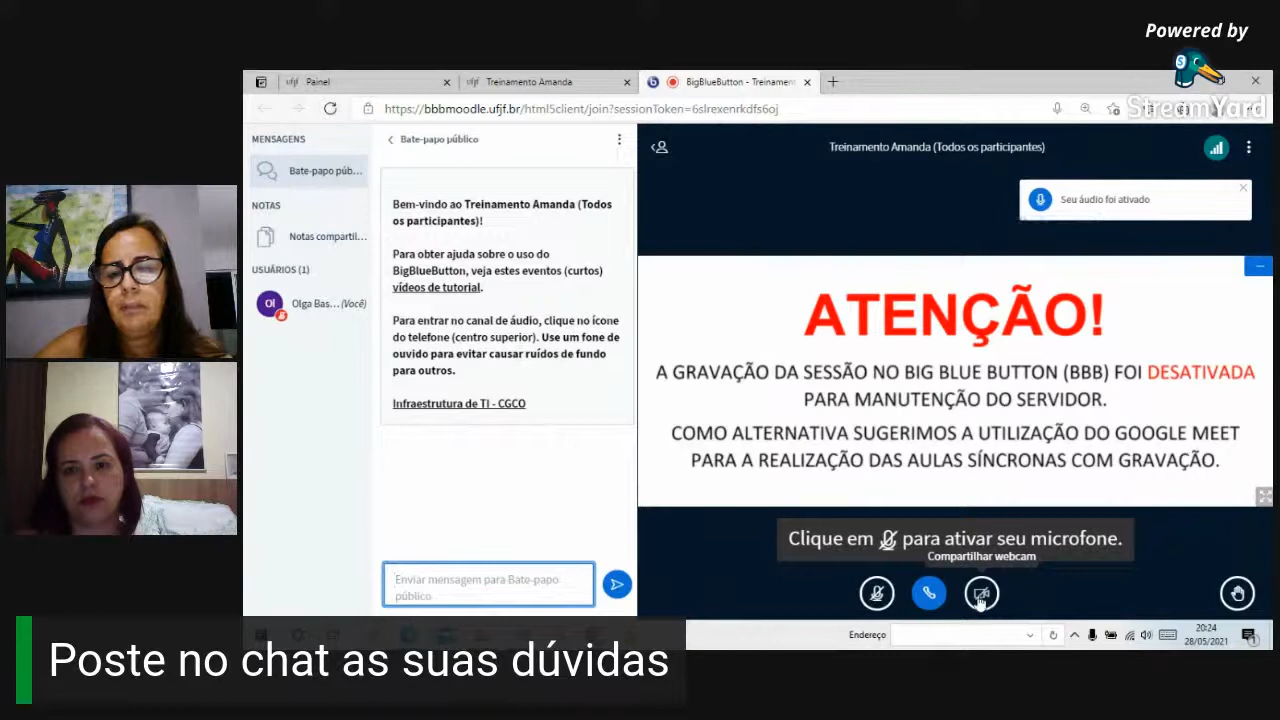 Powered by
StreamYard
ufjf Painel
ufjf Treinamento Amanda
BigBlueButton - Treinamen
https://bbbmoodle.ufjf.br/html5client/join?sessionToken=6slrexenrkdfs6oj
MENSAGENS
Bate-papo púb...
NOTAS
Notas compartil...
USUÁRIOS (1)
Ol
Olga Bas... (Você)
Bate-papo público
Bem-vindo ao Treinamento Amanda (Todos
os participantes)!
Para obter ajuda sobre o uso do
BigBlueButton, veja estes eventos (curtos)
vídeos de tutorial.
Para entrar no canal de áudio, clique no ícone
do telefone (centro superior). Use um fone de
ouvido para evitar causar ruídos de fundo
para outros.
Infraestrutura de TI - CGCO
Enviar mensagem para Bate-papo
público
Treinamento Amanda (Todos os participantes)
Seu áudio foi ativado
ATENÇÃO!
A GRAVAÇÃO DA SESSÃO NO BIG BLUE BUTTON (BBB) FOI DESATIVADA
PARA MANUTENÇÃO DO SERVIDOR.
COMO ALTERNATIVA SUGERIMOS A UTILIZAÇÃO DO GOOGLE MEET
PARA A REALIZAÇÃO DAS AULAS SÍNCRONAS COM GRAVAÇÃO.
Clique em para ativar seu microfone.
Compartilhar webcam
Endereço
20:24
28/05/2021
Poste no chat as suas dúvidas